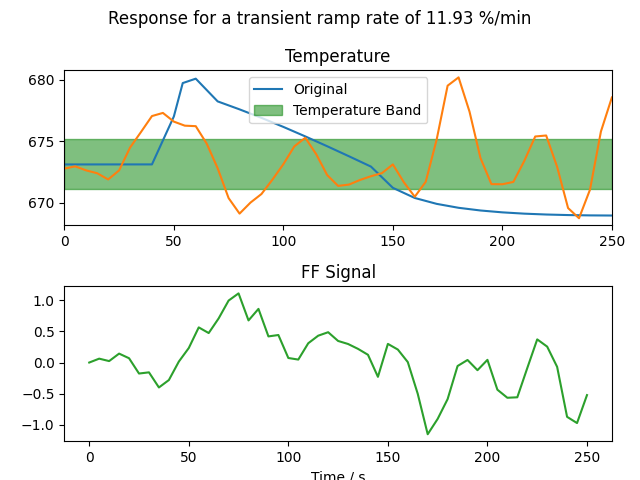 Response for a transient ramp rate of 11.93 %/min
Temperature
680
675
670
Original
Temperature Band
0 50 100 150 200 250
FF Signal
1.0
0.5
0.0
−0.5
−1.0
0 50 100 150 200 250
Time / s